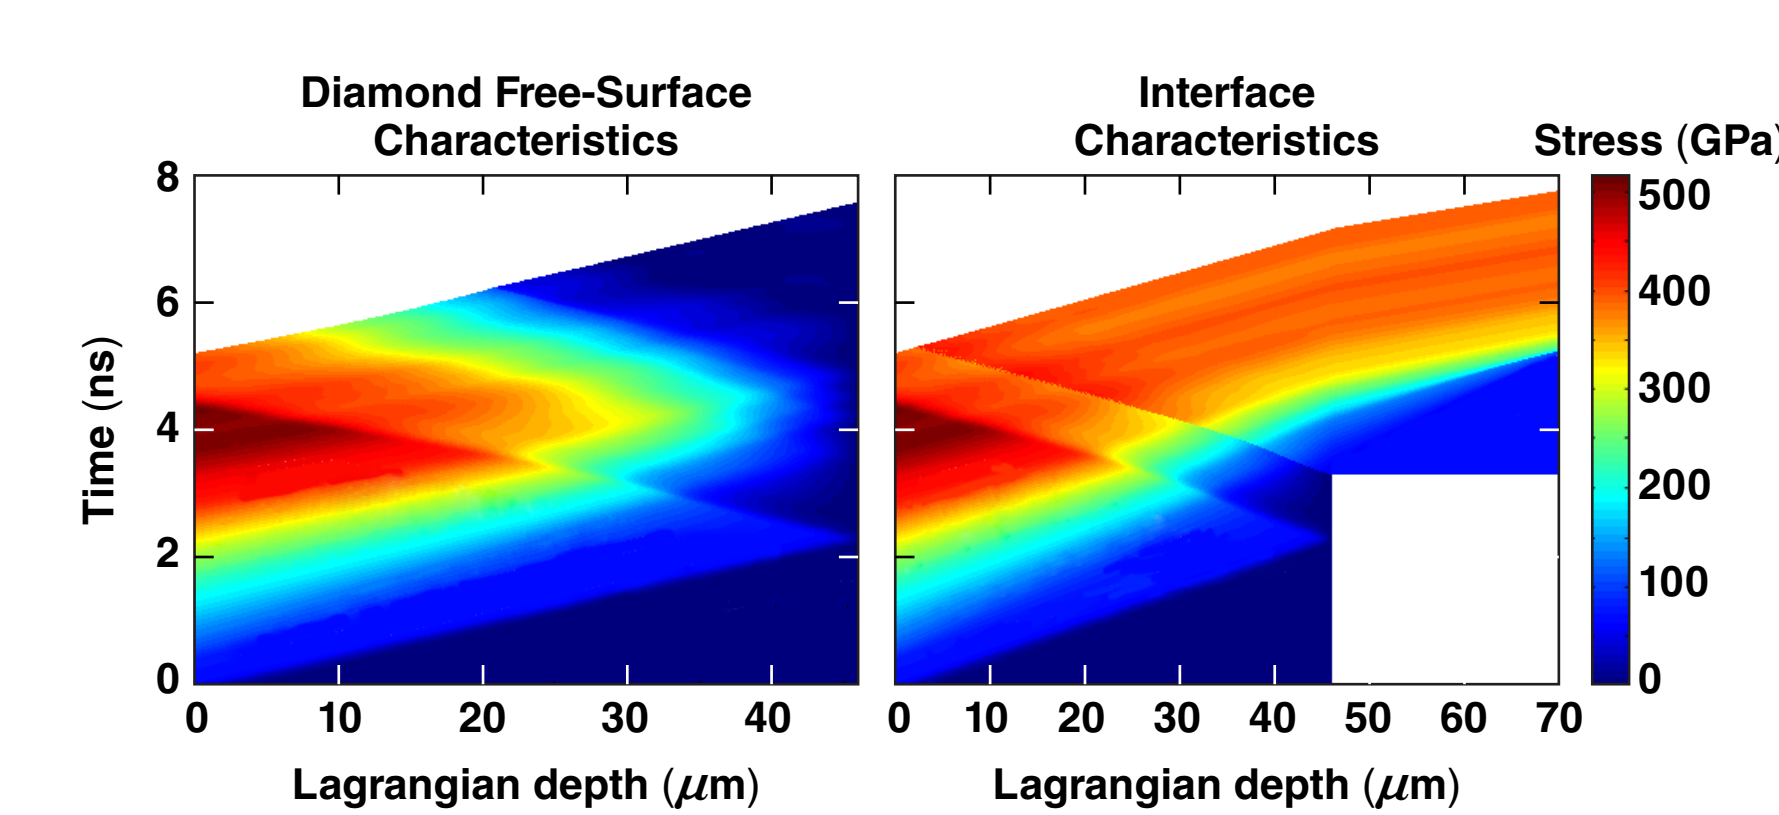 Diamond Free-Surface
Characteristics
Interface
Characteristics
Stress (GPa)
8
6
4
2
0
Time (ns)
0 10 20 30 40
Lagrangian depth (μm)
0 10 20 30 40 50 60 70
Lagrangian depth (μm)
500
400
300
200
100
0